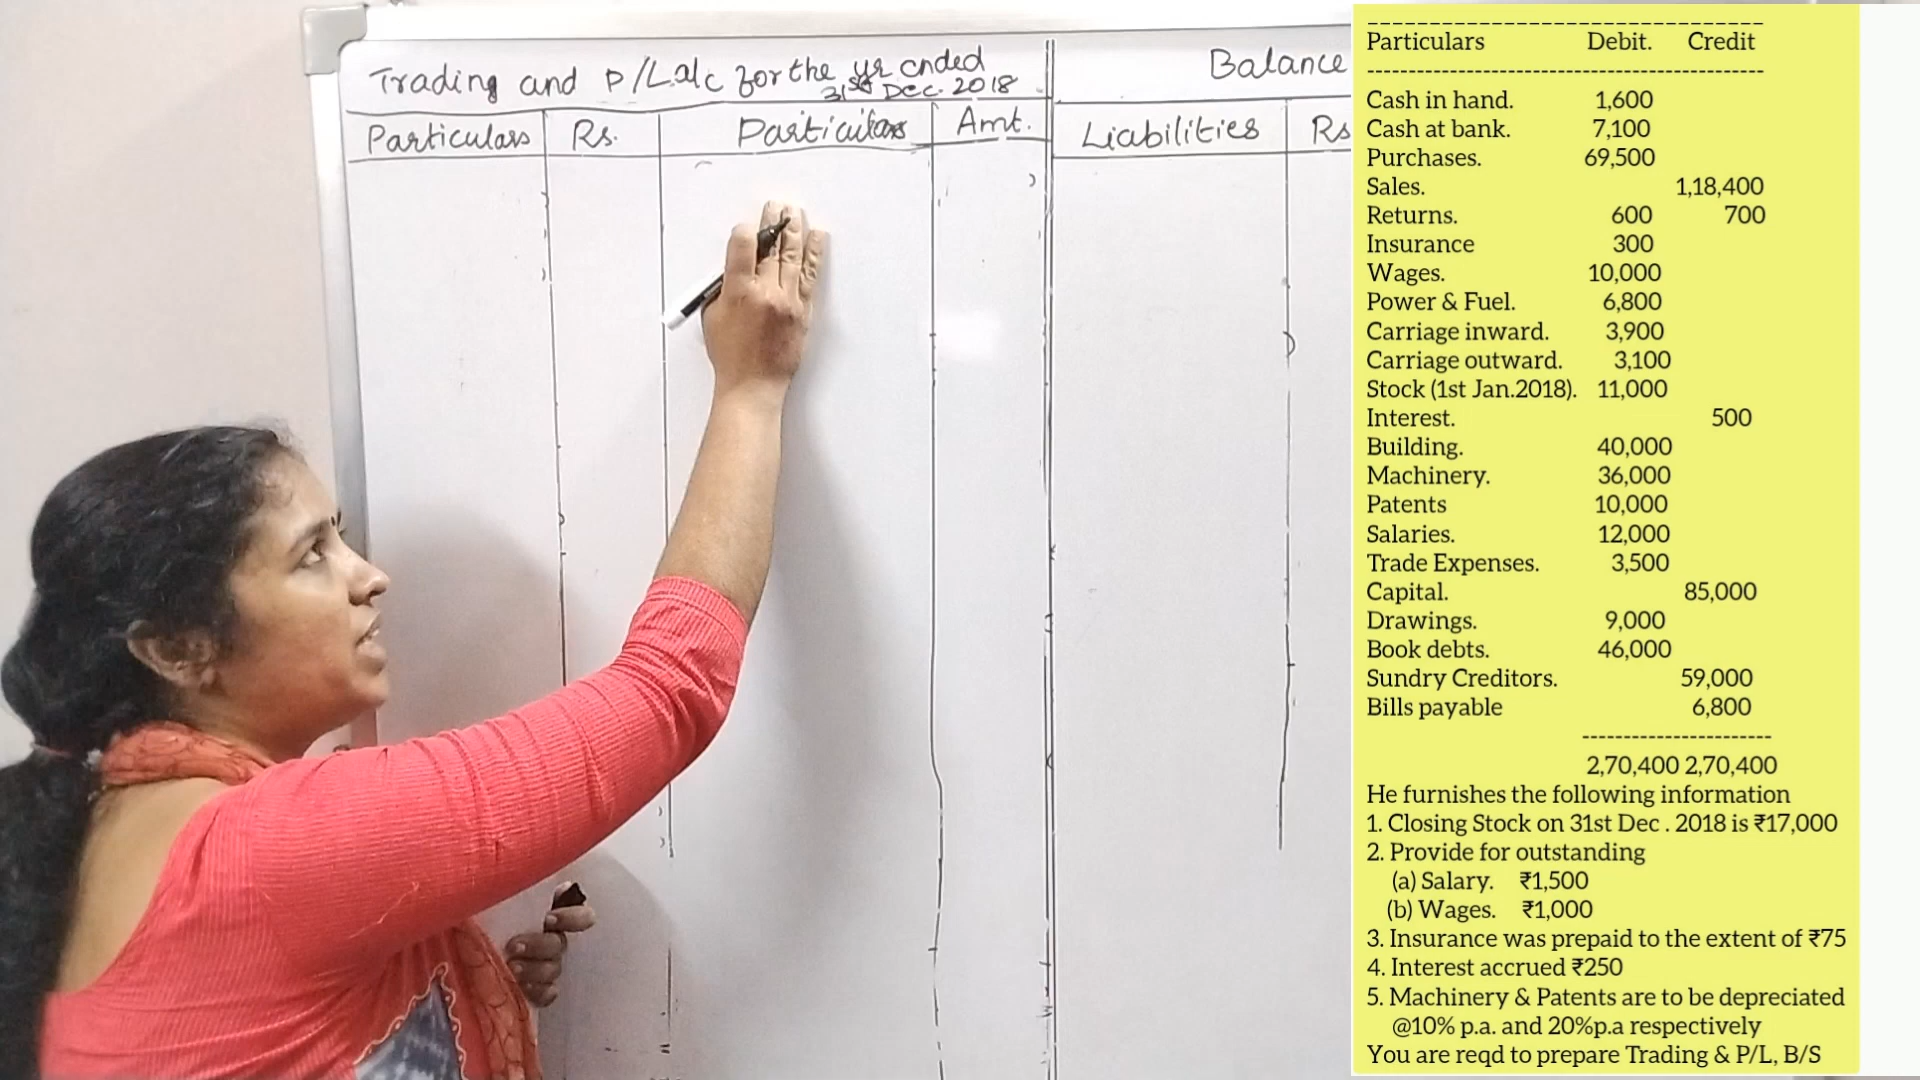 Trading and P/L a/c for the yr ended
31st Dec. 2018
Particulars Rs. Particulars Amt.
Balance
Liabilities Rs
--------------------------------
Particulars Debit. Credit
--------------------------------------------------
Cash in hand. 1,600
Cash at bank. 7,100
Purchases. 69,500
Sales. 1,18,400
Returns. 600 700
Insurance 300
Wages. 10,000
Power & Fuel. 6,800
Carriage inward. 3,900
Carriage outward. 3,100
Stock (1st Jan.2018). 11,000
Interest. 500
Building. 40,000
Machinery. 36,000
Patents 10,000
Salaries. 12,000
Trade Expenses. 3,500
Capital. 85,000
Drawings. 9,000
Book debts. 46,000
Sundry Creditors. 59,000
Bills payable 6,800
-----------------------
2,70,400 2,70,400
He furnishes the following information
1. Closing Stock on 31st Dec . 2018 is ₹17,000
2. Provide for outstanding
(a) Salary. ₹1,500
(b) Wages. ₹1,000
3. Insurance was prepaid to the extent of ₹75
4. Interest accrued ₹250
5. Machinery & Patents are to be depreciated
@10% p.a. and 20%p.a respectively
You are reqd to prepare Trading & P/L, B/S